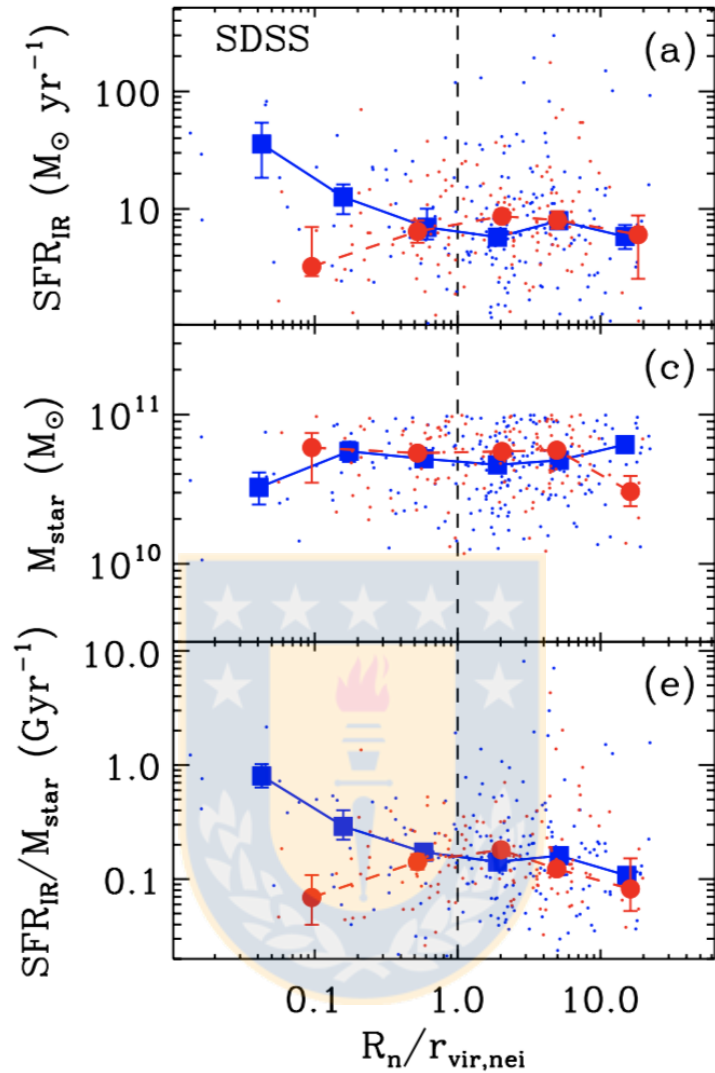 SDSS
(a)
SFR_IR (M⊙ yr⁻¹)
100
10
(c)
M_star (M⊙)
10¹¹
10¹⁰
(e)
SFR_IR/M_star (Gyr⁻¹)
10.0
1.0
0.1
0.1 1.0 10.0
R_n/r_vir,nei